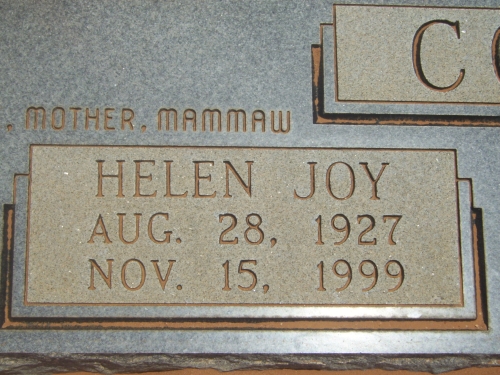 , MOTHER, MAMMAW
HELEN JOY
AUG. 28, 1927
NOV. 15, 1999